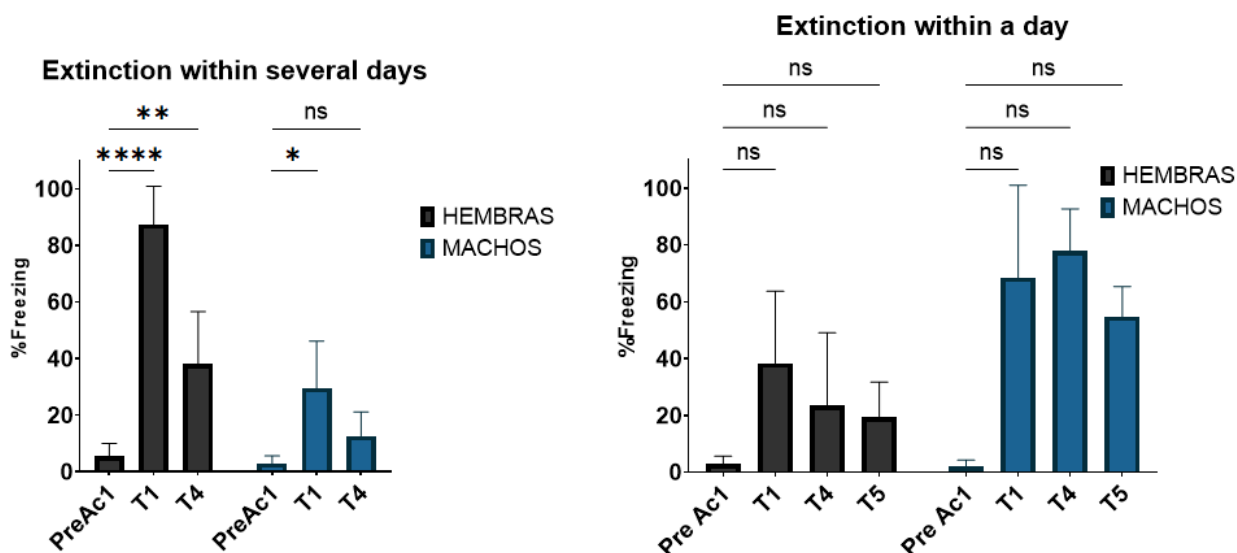 Extinction within several days
** ns
**** *
%Freezing
100%
80
60
40
20
0
PreAc1 T1 T4 PreAc1 T1 T4
HEMBRAS
MACHOS
Extinction within a day
ns ns
ns ns
ns ns
%Freezing
100
80
60
40
20
0
Pre Ac1 T1 T4 T5 Pre Ac1 T1 T4 T5
HEMBRAS
MACHOS